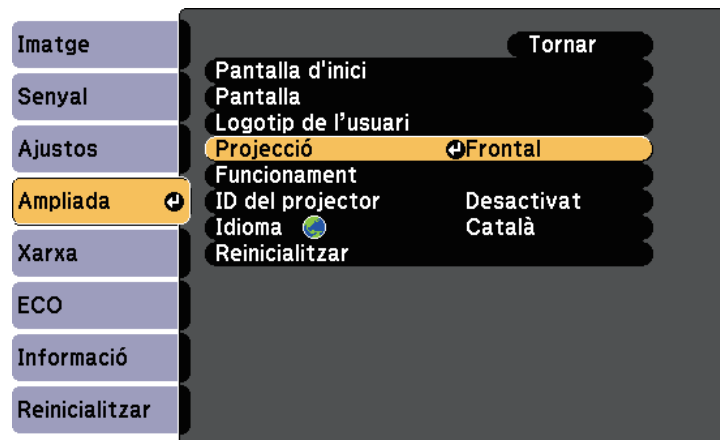 Imatge
Senyal
Ajustos
Ampliada
Xarxa
ECO
Informació
Reinicialitzar
Tornar
Pantalla d'inici
Pantalla
Logotip de l’usuari
Projecció Frontal
Funcionament
ID del projector Desactivat
Idioma Català
Reinicialitzar